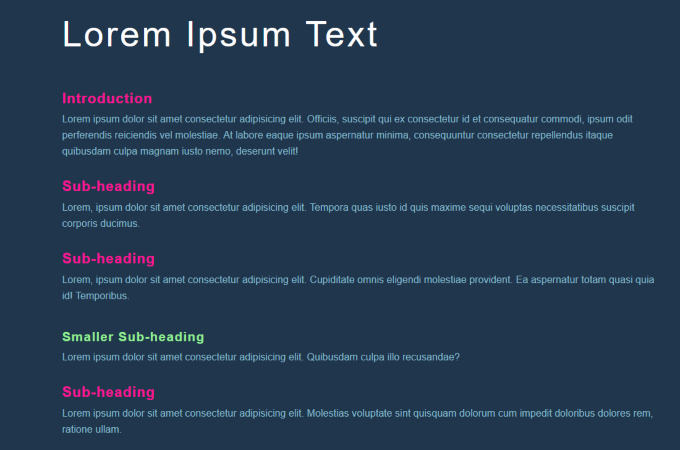 Lorem Ipsum Text
Introduction
Lorem ipsum dolor sit amet consectetur adipisicing elit. Officiis, suscipit qui ex consectetur id et consequatur commodi, ipsum odit
perferendis reiciendis vel molestiae. At labore eaque ipsum aspernatur minima, consequuntur consectetur repellendus itaque
quibusdam culpa magnam iusto nemo, deserunt velit!
Sub-heading
Lorem, ipsum dolor sit amet consectetur adipisicing elit. Tempora quas iusto id quis maxime sequi voluptas necessitatibus suscipit
corporis ducimus.
Sub-heading
Lorem, ipsum dolor sit amet consectetur adipisicing elit. Cupiditate omnis eligendi molestiae provident. Ea aspernatur totam quasi quia
id! Temporibus.
Smaller Sub-heading
Lorem ipsum dolor sit amet consectetur adipisicing elit. Quibusdam culpa illo recusandae?
Sub-heading
Lorem ipsum dolor sit amet consectetur adipisicing elit. Molestias voluptate sint quisquam dolorum cum impedit doloribus dolores rem,
ratione ullam.